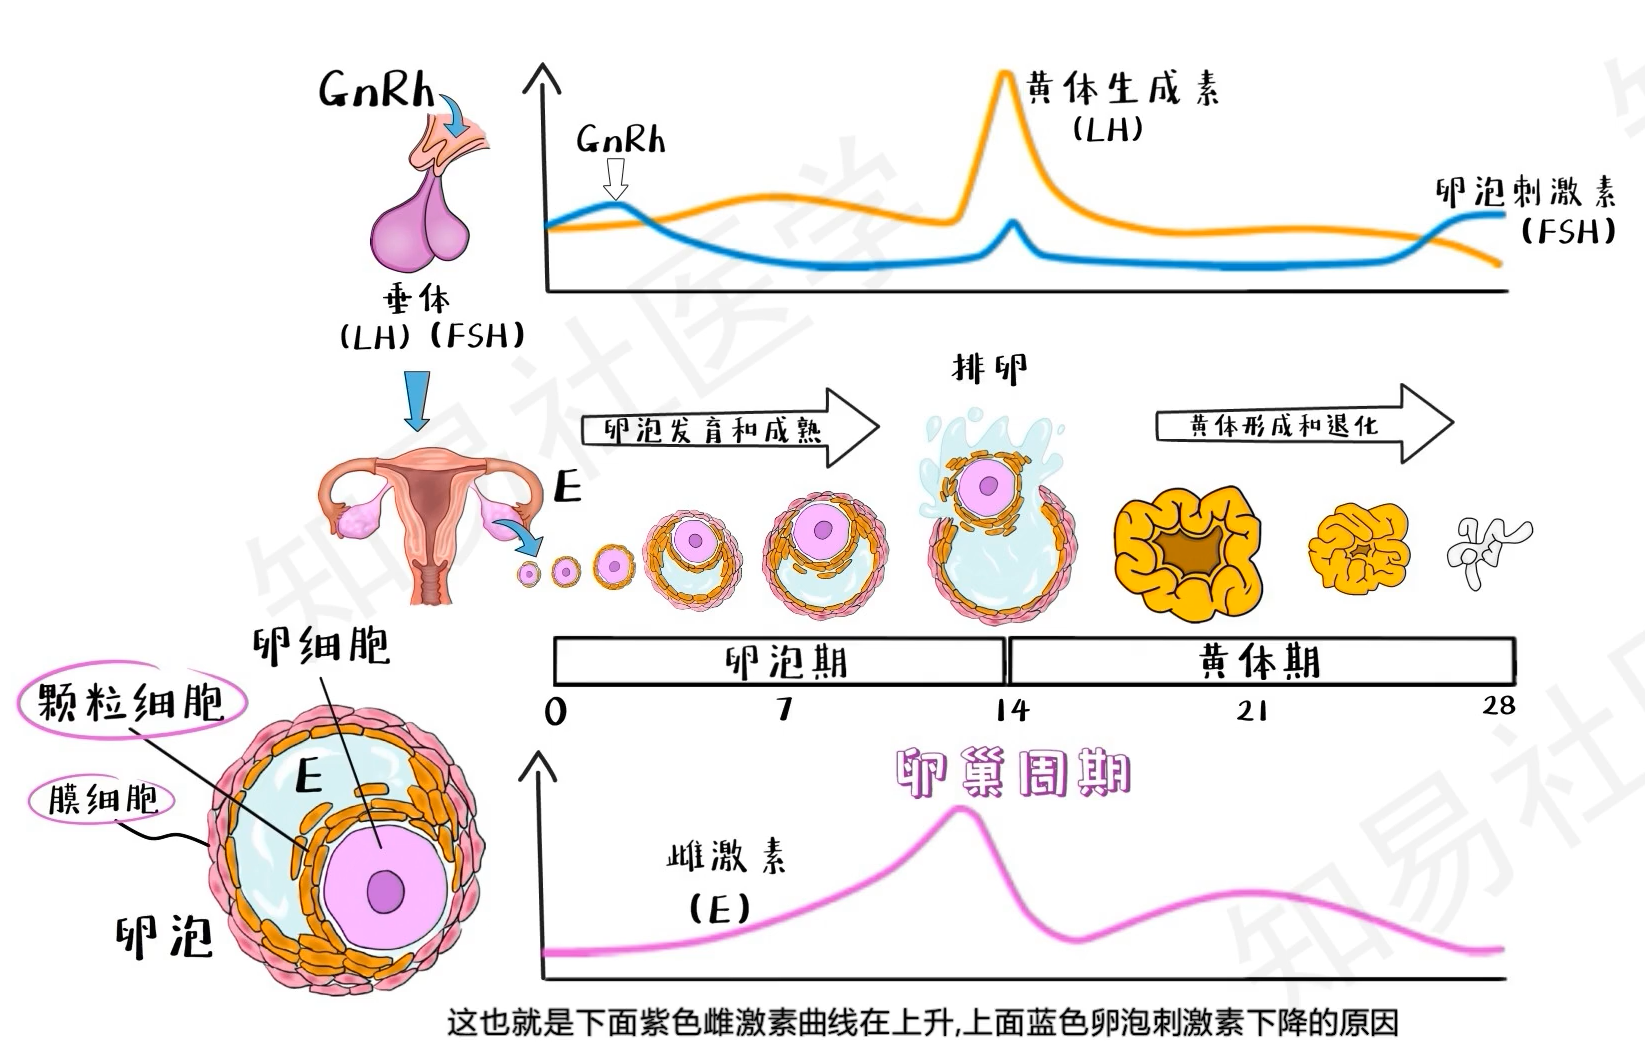 GnRh
GnRh
黄体生成素
(LH)
卵泡刺激素
(FSH)
垂体
(LH) (FSH)
排卵
卵泡发育和成熟
黄体形成和退化
E
卵细胞
颗粒细胞
膜细胞
E
卵泡
卵泡期
黄体期
0
7
14
21
28
卵巢周期
雌激素
(E)
这也就是下面紫色雌激素曲线在上升,上面蓝色卵泡刺激素下降的原因
知易社医学
知易社